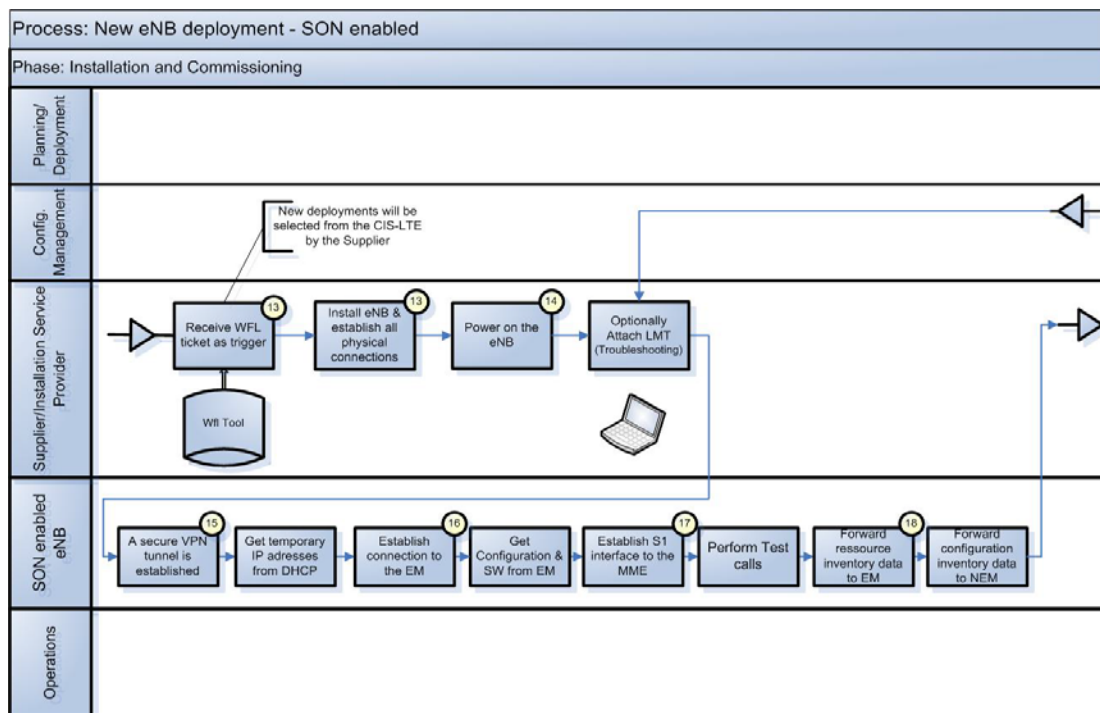 Process: New eNB deployment - SON enabled
Phase: Installation and Commissioning
Planning/
Deployment
Config.
Management
New deployments will be
selected from the CIS-LTE
by the Supplier
Supplier/Installation Service
Provider
13
Receive WFL
ticket as trigger
13
Install eNB &
establish all
physical
connections
14
Power on the
eNB
Optionally
Attach LMT
(Troubleshooting)
Wfl Tool
SON enabled
eNB
15
A secure VPN
tunnel is
established
Get temporary
IP adresses
from DHCP
16
Establish
connection to
the EM
Get
Configuration &
SW from EM
17
Establish S1
interface to the
MME
Perform Test
calls
18
Forward
ressource
inventory data
to EM
Forward
configuration
inventory data
to NEM
Operations